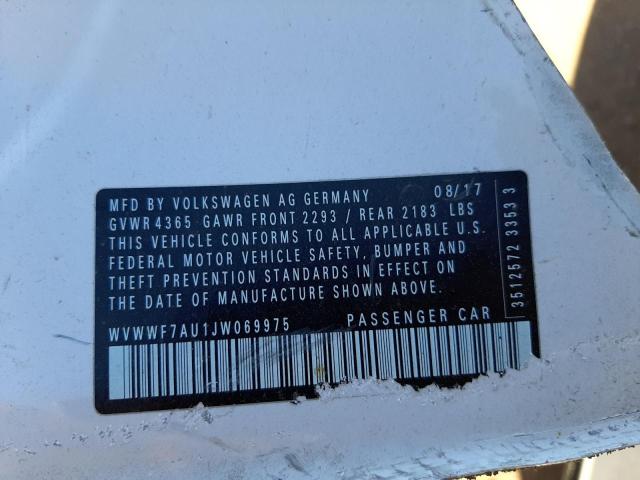 MFD BY VOLKSWAGEN AG GERMANY 08/17
GVWR 4365 GAWR FRONT 2293 / REAR 2183 LBS
THIS VEHICLE CONFORMS TO ALL APPLICABLE U.S.
FEDERAL MOTOR VEHICLE SAFETY, BUMPER AND
THEFT PREVENTION STANDARDS IN EFFECT ON
THE DATE OF MANUFACTURE SHOWN ABOVE.
WVWWF7AU1JW069975 PASSENGER CAR
3512572 33533